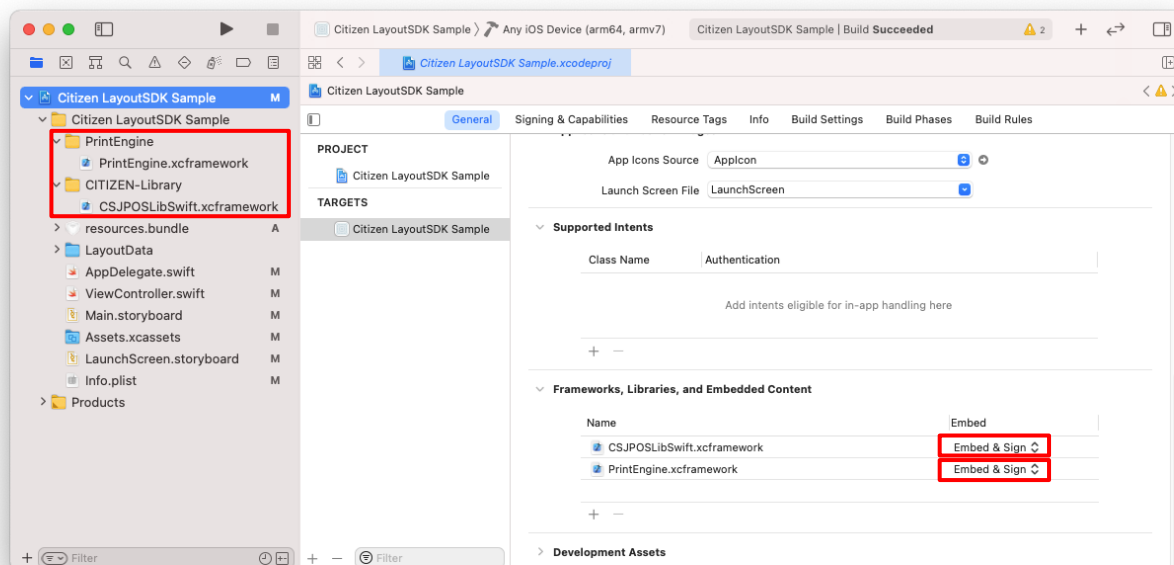 Citizen LayoutSDK Sample
Any iOS Device (arm64, armv7)
Citizen LayoutSDK Sample | Build Succeeded
2
Citizen LayoutSDK Sample.xcodeproj
Citizen LayoutSDK Sample M
Citizen LayoutSDK Sample
PrintEngine
PrintEngine.xcframework
CITIZEN-Library
CSJPOSLibSwift.xcframework
resources.bundle A
LayoutData
AppDelegate.swift M
ViewController.swift M
Main.storyboard M
Assets.xcassets M
LaunchScreen.storyboard M
Info.plist M
Products
Filter
Citizen LayoutSDK Sample
General Signing & Capabilities Resource Tags Info Build Settings Build Phases Build Rules
PROJECT
Citizen LayoutSDK Sample
TARGETS
Citizen LayoutSDK Sample
Filter
App Icons Source AppIcon
Launch Screen File LaunchScreen
Supported Intents
Class Name Authentication
Add intents eligible for in-app handling here
Frameworks, Libraries, and Embedded Content
Name Embed
CSJPOSLibSwift.xcframework Embed & Sign
PrintEngine.xcframework Embed & Sign
Development Assets